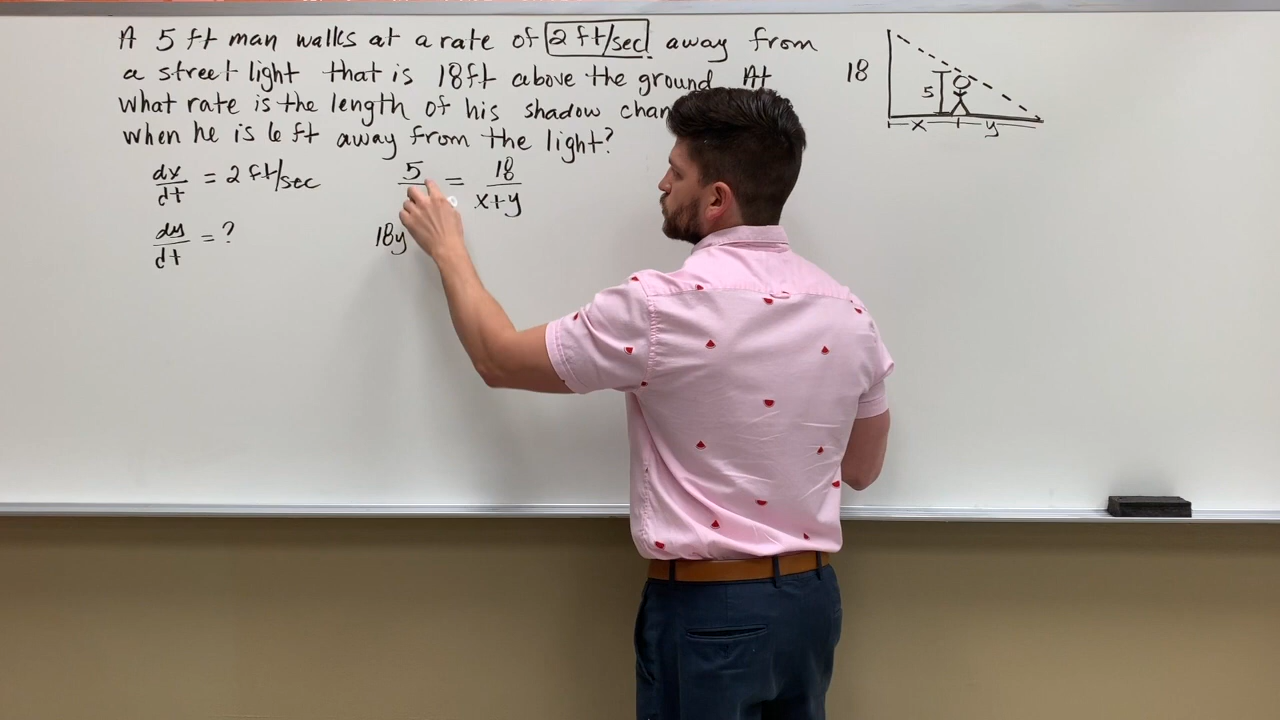 A 5 ft man walks at a rate of 2 ft/sec away from
a street light that is 18ft above the ground. At
what rate is the length of his shadow chan
when he is 6 ft away from the light?
dx/dt = 2 ft/sec
dy/dt = ?
5 = 18/x+y
18y
18
5
x y